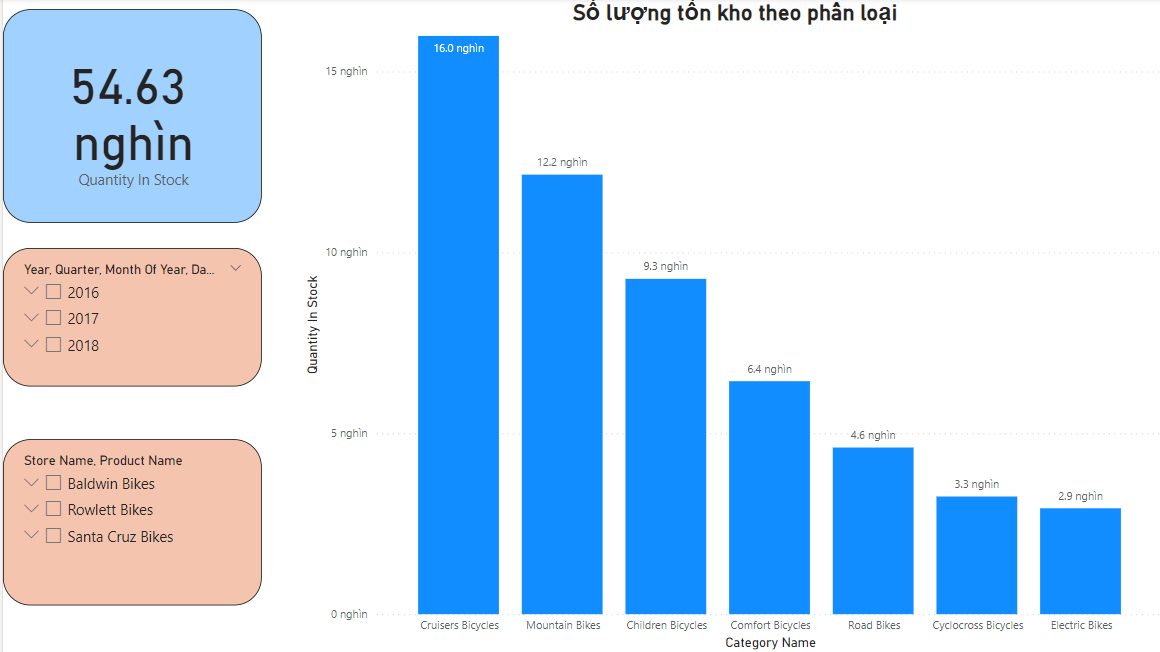 Số lượng tồn kho theo phân loại
54.63
nghìn
Quantity In Stock
Year, Quarter, Month Of Year, Da...
2016
2017
2018
Store Name, Product Name
Baldwin Bikes
Rowlett Bikes
Santa Cruz Bikes
Quantity In Stock
15 nghìn
10 nghìn
5 nghìn
0 nghìn
16.0 nghìn
12.2 nghìn
9.3 nghìn
6.4 nghìn
4.6 nghìn
3.3 nghìn
2.9 nghìn
Cruisers Bicycles
Mountain Bikes
Children Bicycles
Comfort Bicycles
Road Bikes
Cyclocross Bicycles
Electric Bikes
Category Name